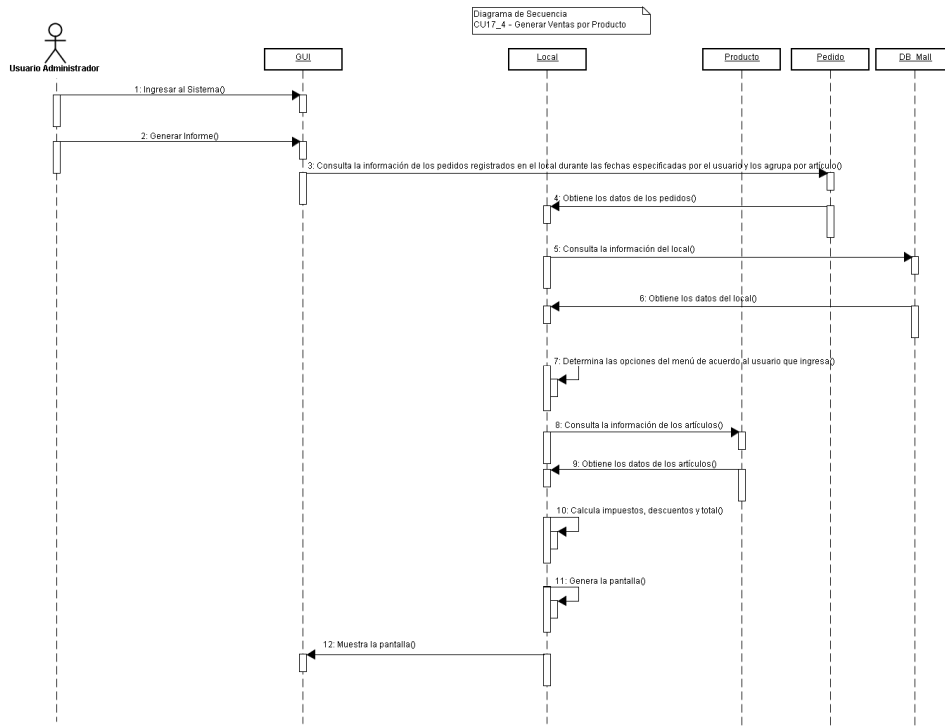 Diagrama de Secuencia
CU17_4 - Generar Ventas por Producto
Usuario Administrador
GUI
Local
Producto
Pedido
DB_Mall
1: Ingresar al Sistema()
2: Generar Informe()
3: Consulta la información de los pedidos registrados en el local durante las fechas especificadas por el usuario y los agrupa por artículo()
4: Obtiene los datos de los pedidos()
5: Consulta la información del local()
6: Obtiene los datos del local()
7: Determina las opciones del menú de acuerdo al usuario que ingresa()
8: Consulta la información de los artículos()
9: Obtiene los datos de los artículos()
10: Calcula impuestos, descuentos y total()
11: Genera la pantalla()
12: Muestra la pantalla()